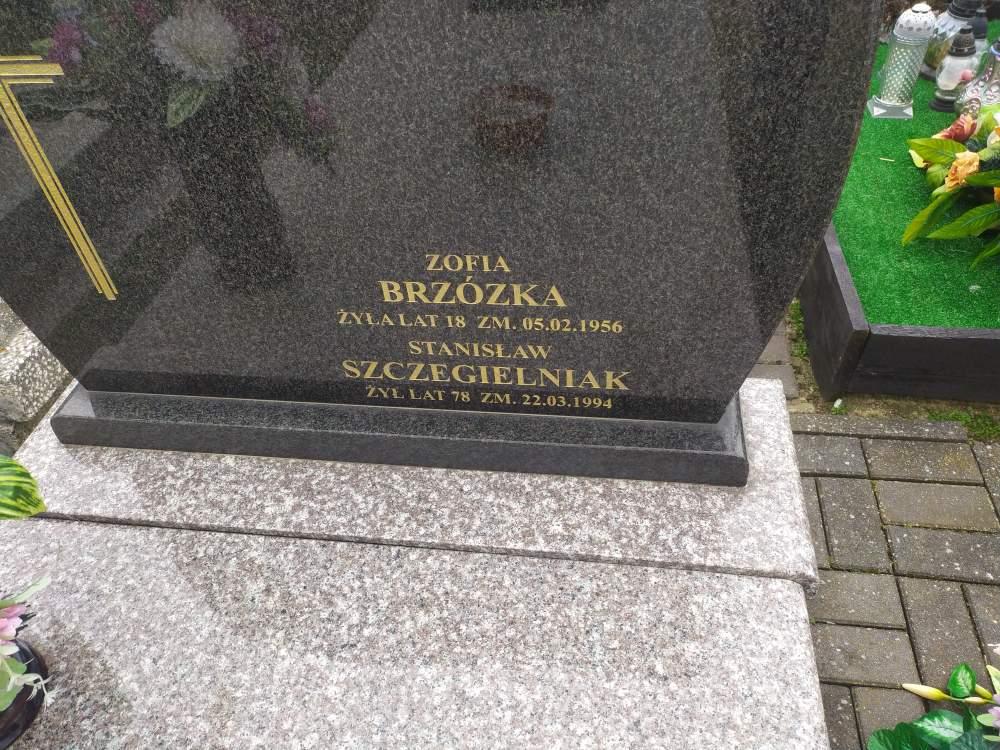 ZOFIA
BRZÓZKA
ŻYŁA LAT 18 ZM. 05.02.1956
STANISŁAW
SZCZEGIELNIAK
ŻYŁ LAT 78 ZM. 22.03.1994